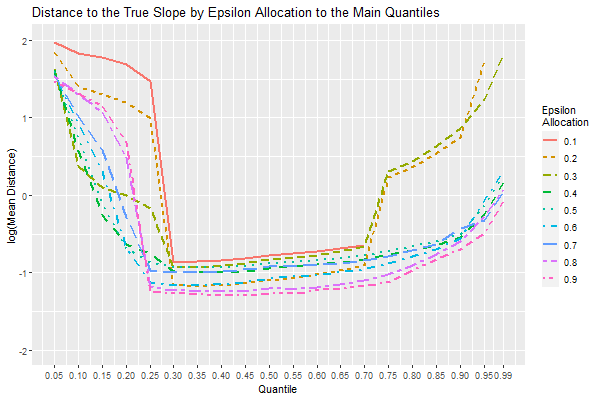 Distance to the True Slope by Epsilon Allocation to the Main Quantiles
log(Mean Distance)
2
1
0
-1
-2
0.05 0.10 0.15 0.20 0.25 0.30 0.35 0.40 0.45 0.50 0.55 0.60 0.65 0.70 0.75 0.80 0.85 0.90 0.95 0.99
Quantile
Epsilon
Allocation
0.1
0.2
0.3
0.4
0.5
0.6
0.7
0.8
0.9